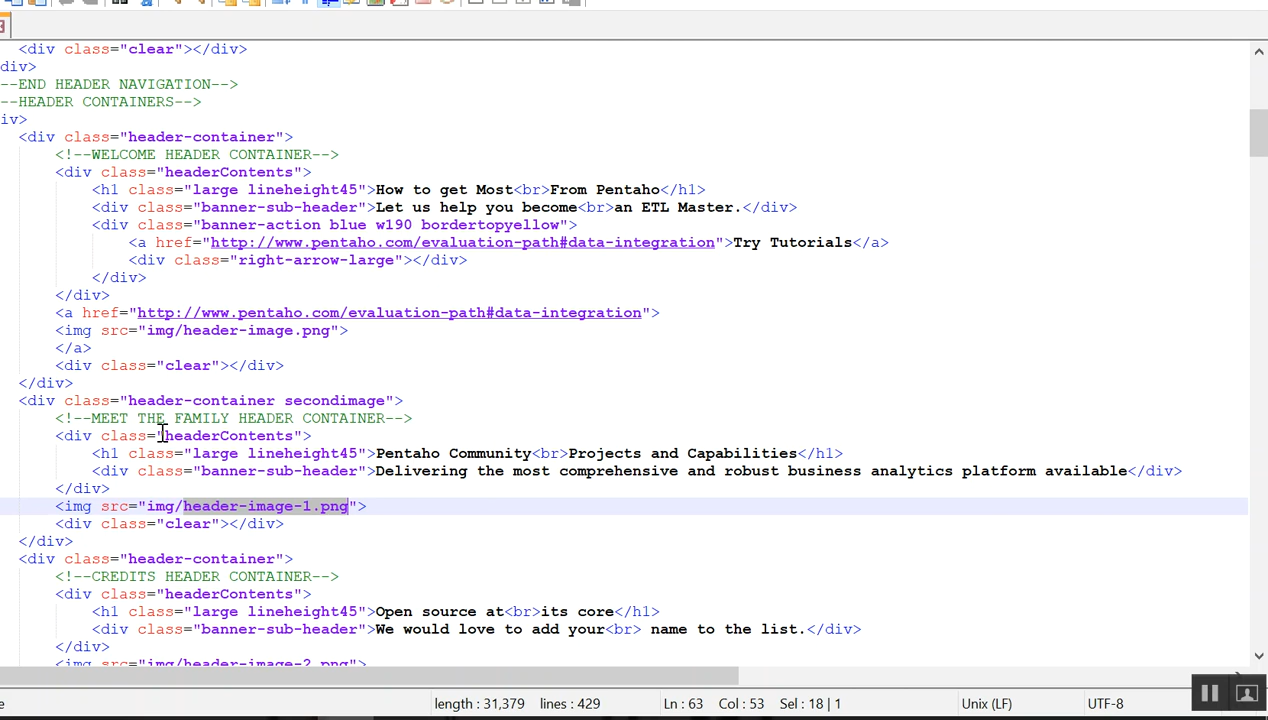 <div class="clear"></div>
div>
--END HEADER NAVIGATION-->
--HEADER CONTAINERS-->
iv>
<div class="header-container">
<!--WELCOME HEADER CONTAINER-->
<div class="headerContents">
<h1 class="large lineheight45">How to get Most<br>From Pentaho</h1>
<div class="banner-sub-header">Let us help you become<br>an ETL Master.</div>
<div class="banner-action blue w190 bordertopyellow">
<a href="http://www.pentaho.com/evaluation-path#data-integration">Try Tutorials</a>
<div class="right-arrow-large"></div>
</div>
</div>
<a href="http://www.pentaho.com/evaluation-path#data-integration">
<img src="img/header-image.png">
</a>
<div class="clear"></div>
</div>
<div class="header-container secondimage">
<!--MEET THE FAMILY HEADER CONTAINER-->
<div class="headerContents">
<h1 class="large lineheight45">Pentaho Community<br>Projects and Capabilities</h1>
<div class="banner-sub-header">Delivering the most comprehensive and robust business analytics platform available</div>
</div>
<img src="img/header-image-1.png">
<div class="clear"></div>
</div>
<div class="header-container">
<!--CREDITS HEADER CONTAINER-->
<div class="headerContents">
<h1 class="large lineheight45">Open source at<br>its core</h1>
<div class="banner-sub-header">We would love to add your<br> name to the list.</div>
</div>
<img src="img/header-image-2.png">
e length : 31,379 lines : 429 Ln : 63 Col : 53 Sel : 18 | 1 Unix (LF) UTF-8